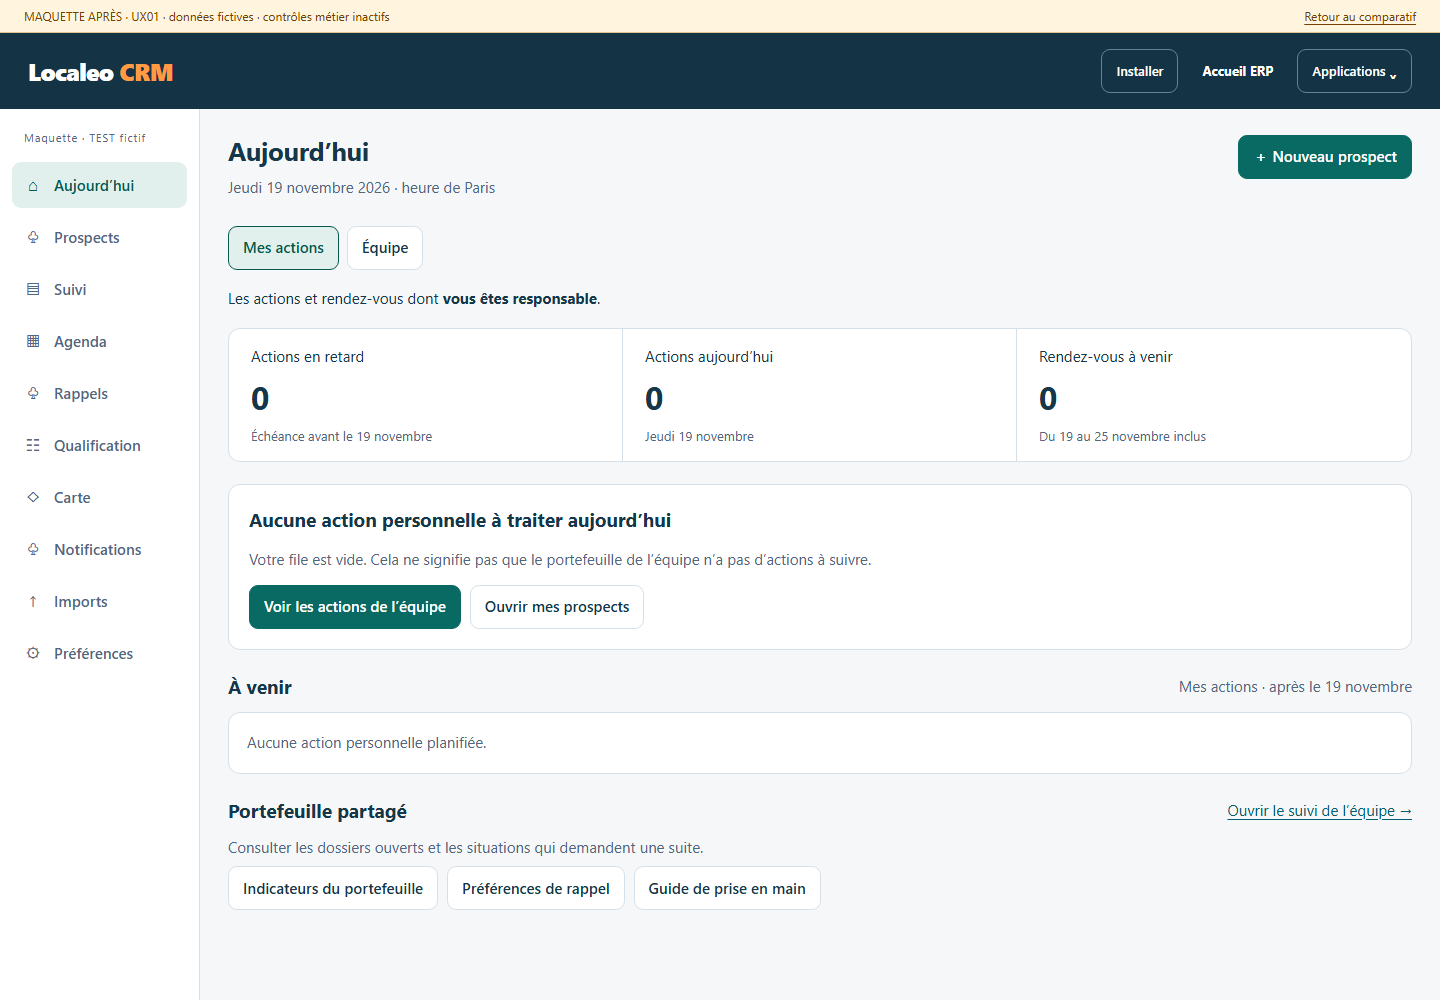 MAQUETTE APRÈS · UX01 · données fictives · contrôles métier inactifs
Retour au comparatif
Localeo CRM
Installer
Accueil ERP
Applications
Maquette · TEST fictif
Aujourd’hui
Prospects
Suivi
Agenda
Rappels
Qualification
Carte
Notifications
Imports
Préférences
Aujourd’hui
Jeudi 19 novembre 2026 · heure de Paris
+ Nouveau prospect
Mes actions
Équipe
Les actions et rendez-vous dont vous êtes responsable.
Actions en retard
0
Échéance avant le 19 novembre
Actions aujourd’hui
0
Jeudi 19 novembre
Rendez-vous à venir
0
Du 19 au 25 novembre inclus
Aucune action personnelle à traiter aujourd’hui
Votre file est vide. Cela ne signifie pas que le portefeuille de l’équipe n’a pas d’actions à suivre.
Voir les actions de l’équipe
Ouvrir mes prospects
À venir
Mes actions · après le 19 novembre
Aucune action personnelle planifiée.
Portefeuille partagé
Ouvrir le suivi de l’équipe →
Consulter les dossiers ouverts et les situations qui demandent une suite.
Indicateurs du portefeuille
Préférences de rappel
Guide de prise en main